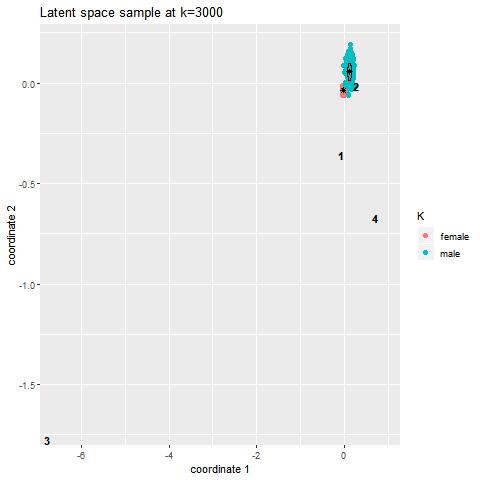 Latent space sample at k=3000
0.0
-0.5
-1.0
-1.5
coordinate 2
2
1
4
3
-6
-4
-2
0
coordinate 1
K
female
male